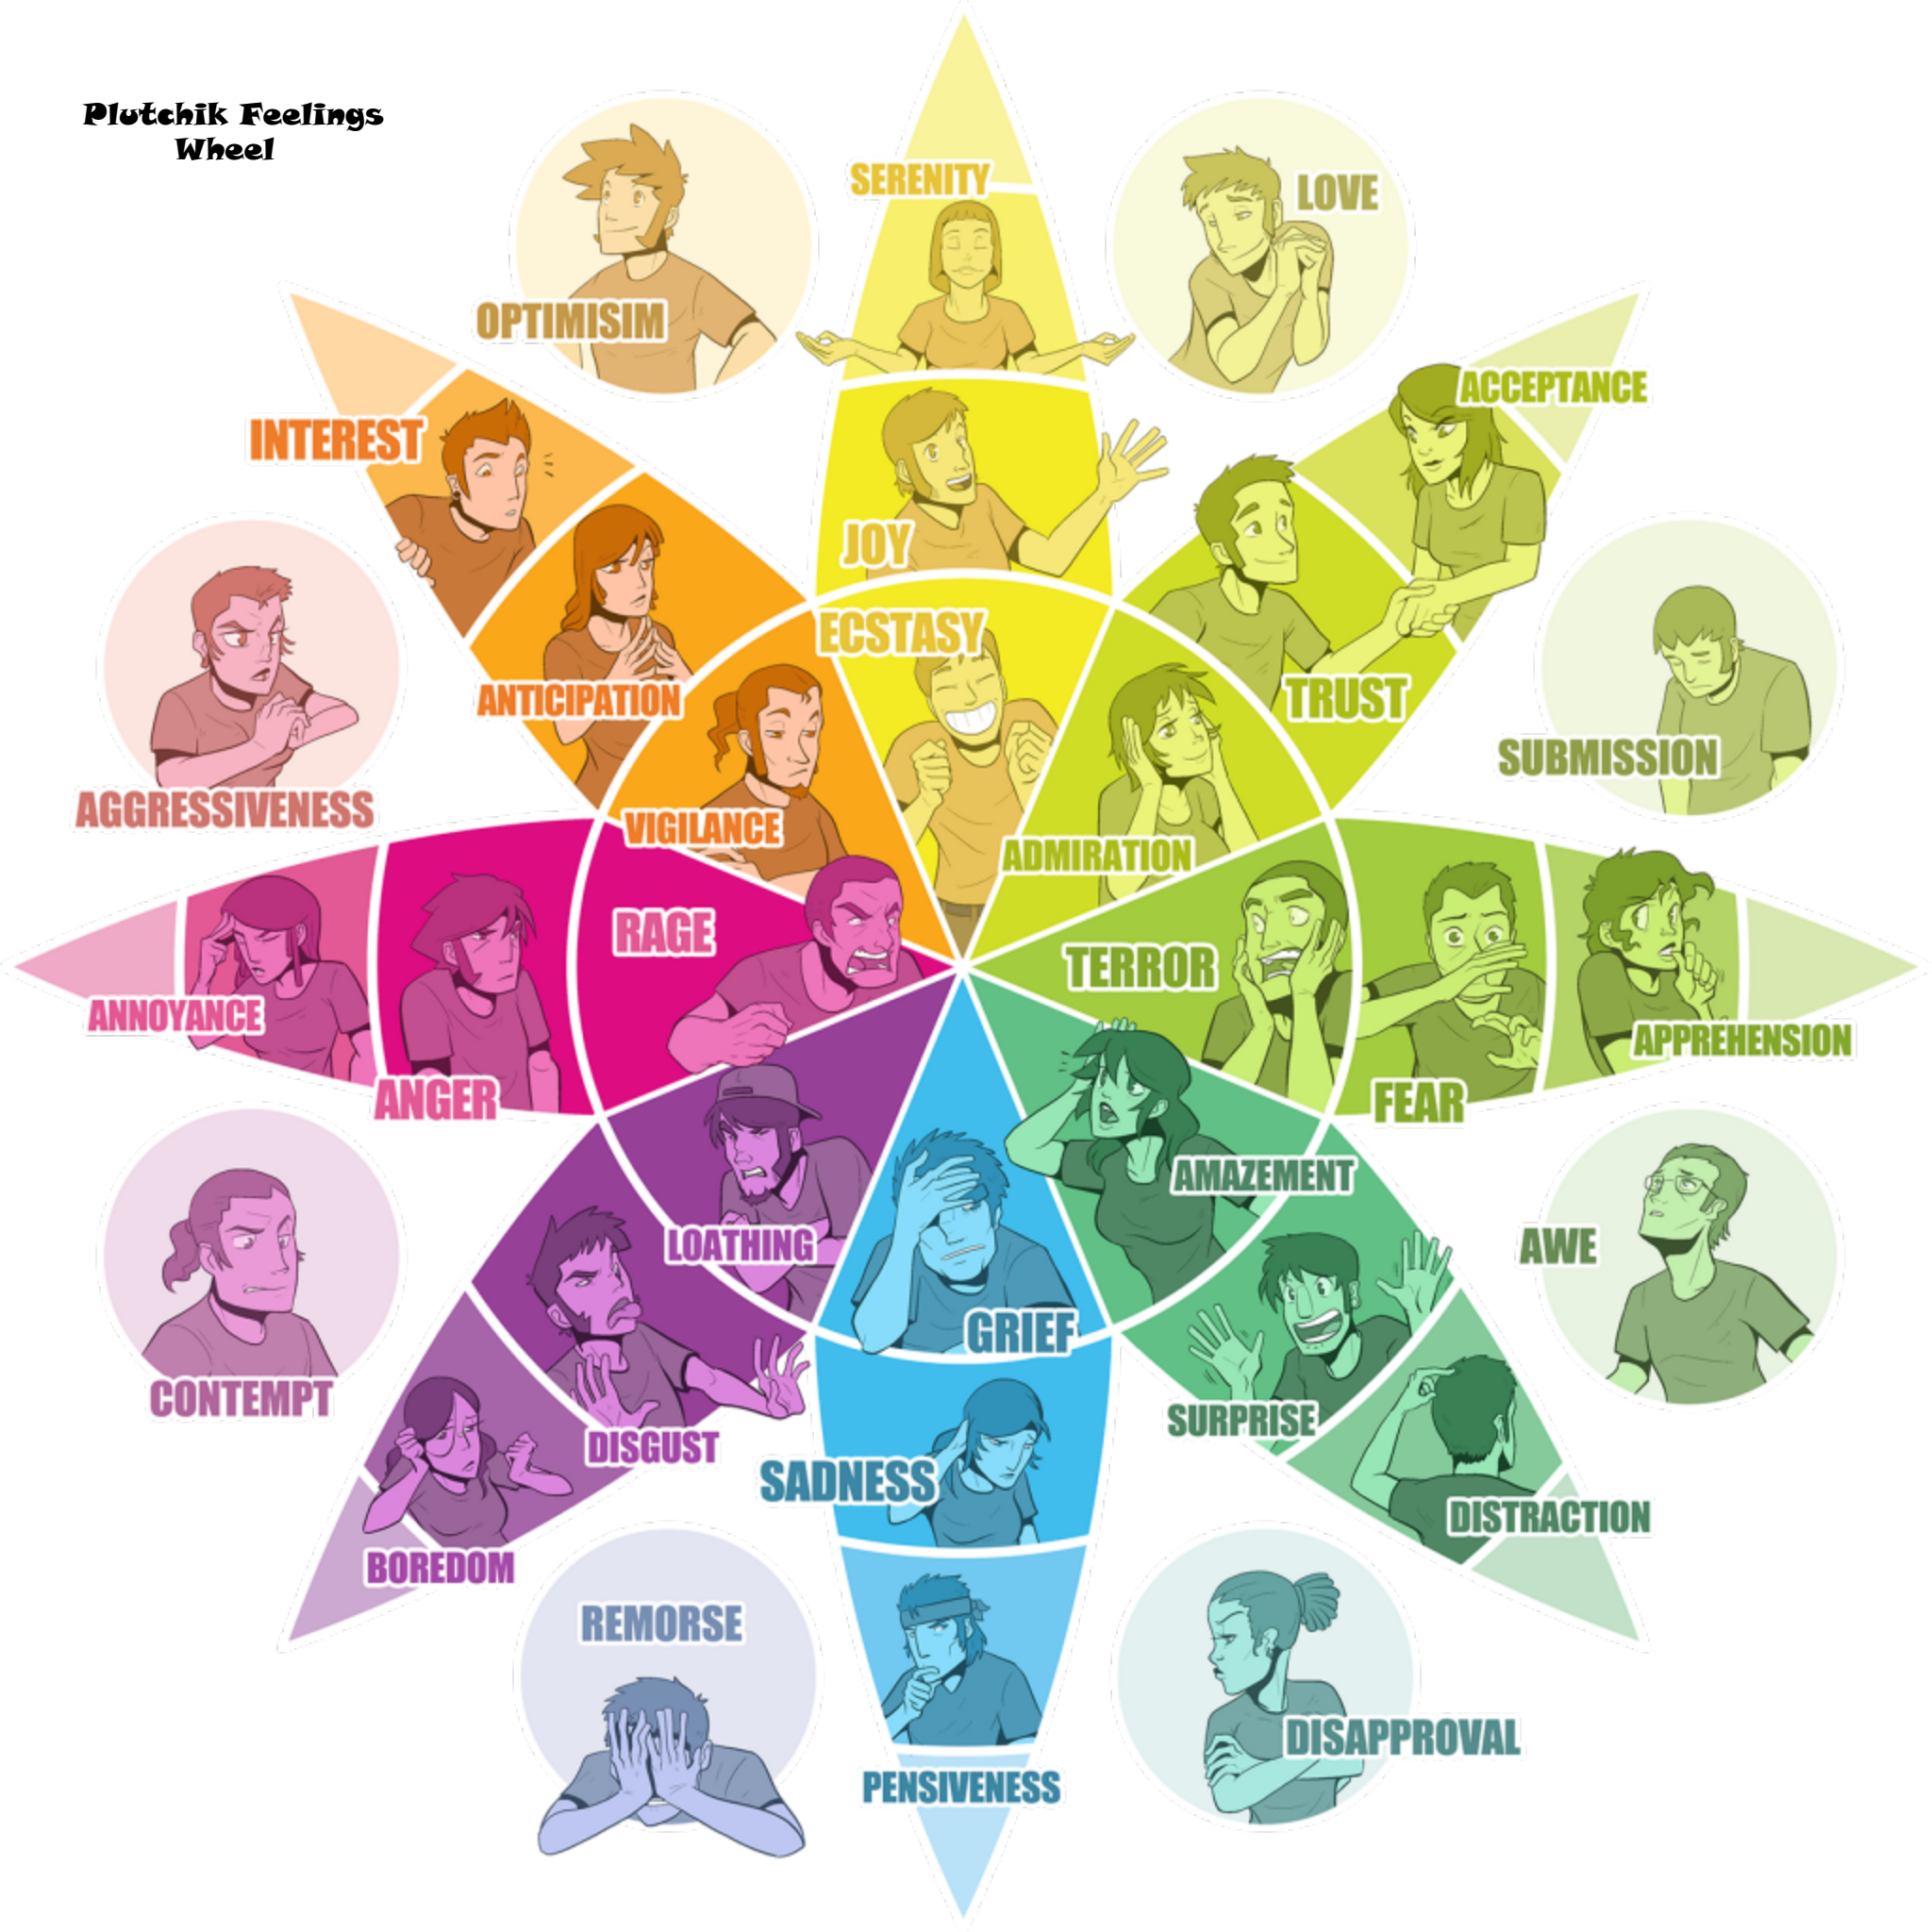 Plutchik Feelings
Wheel
SERENITY
LOVE
OPTIMISIM
ACCEPTANCE
INTEREST
JOY
ECSTASY
ANTICIPATION
TRUST
SUBMISSION
AGGRESSIVENESS
VIGILANCE
ADMIRATION
RAGE
TERROR
ANNOYANCE
APPREHENSION
ANGER
FEAR
AMAZEMENT
LOATHING
AWE
GRIEF
CONTEMPT
SURPRISE
DISGUST
SADNESS
DISTRACTION
BOREDOM
REMORSE
DISAPPROVAL
PENSIVENESS